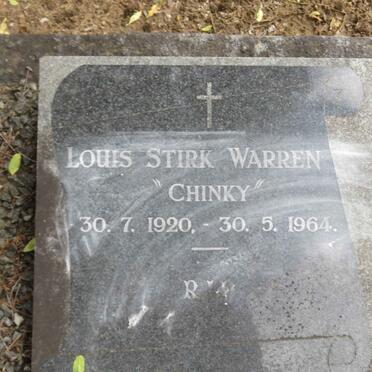 LOUIS STIRK WARREN
"CHINKY"
30. 7. 1920. - 30. 5. 1964.
R.I.P.